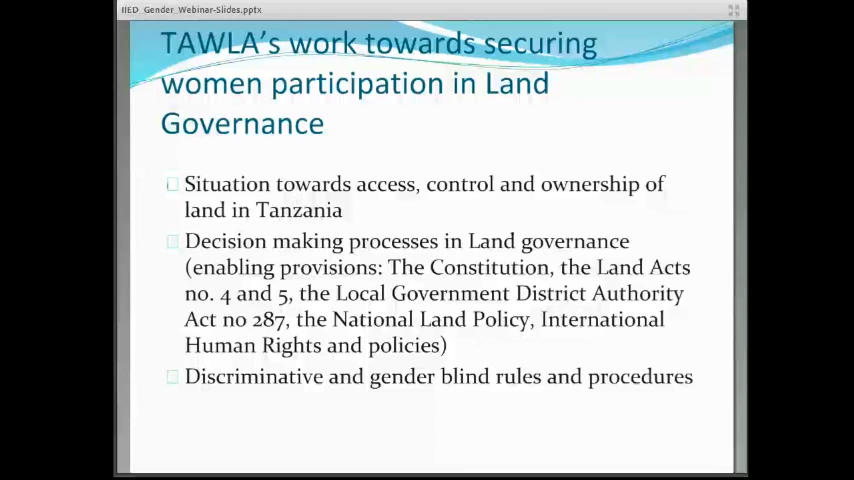 IIED_Gender_Webinar-Slides.pptx
TAWLA's work towards securing
women participation in Land
Governance
Situation towards access, control and ownership of
land in Tanzania
Decision making processes in Land governance
(enabling provisions: The Constitution, the Land Acts
no. 4 and 5, the Local Government District Authority
Act no 287, the National Land Policy, International
Human Rights and policies)
Discriminative and gender blind rules and procedures